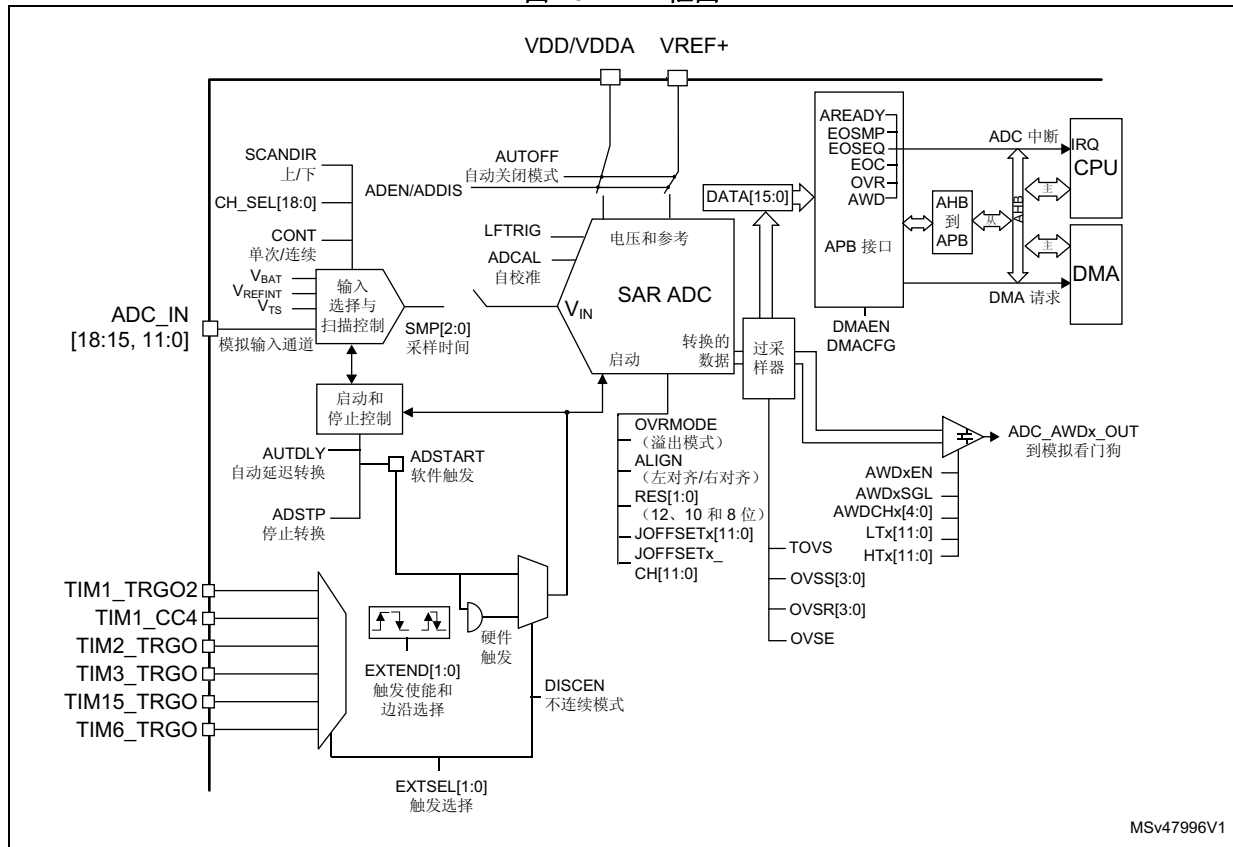 VDD/VDDA
VREF+
SCANDIR
上/下
CH_SEL[18:0]
CONT
单次/连续
VBAT
VREFINT
VTS
ADC_IN
[18:15, 11:0]
模拟输入通道
输入
选择与
扫描控制
SMP[2:0]
采样时间
AUTOFF
自动关闭模式
ADEN/ADDIS
LFTRIG
ADCAL
自校准
电压和参考
SAR ADC
VIN
转换的
数据
启动
过采
样器
DATA[15:0]
AREADY
EOSMP
EOSEQ
EOC
OVR
AWD
APB 接口
DMAEN
DMACFG
AHB
到
APB
从
AHB
ADC 中断
IRQ
CPU
主
主
DMA
DMA 请求
启动和
停止控制
AUTDLY
自动延迟转换
ADSTART
软件触发
ADSTP
停止转换
OVRMODE
（溢出模式）
ALIGN
（左对齐/右对齐）
RES[1:0]
（12、10 和 8 位）
JOFFSETx[11:0]
JOFFSETx_
CH[11:0]
TOVS
OVSS[3:0]
OVSR[3:0]
OVSE
ADC_AWDx_OUT
到模拟看门狗
AWDxEN
AWDxSGL
AWDCHx[4:0]
LTx[11:0]
HTx[11:0]
TIM1_TRGO2
TIM1_CC4
TIM2_TRGO
TIM3_TRGO
TIM15_TRGO
TIM6_TRGO
EXTEND[1:0]
触发使能和
边沿选择
硬件
触发
DISCEN
不连续模式
EXTSEL[1:0]
触发选择
MSv47996V1